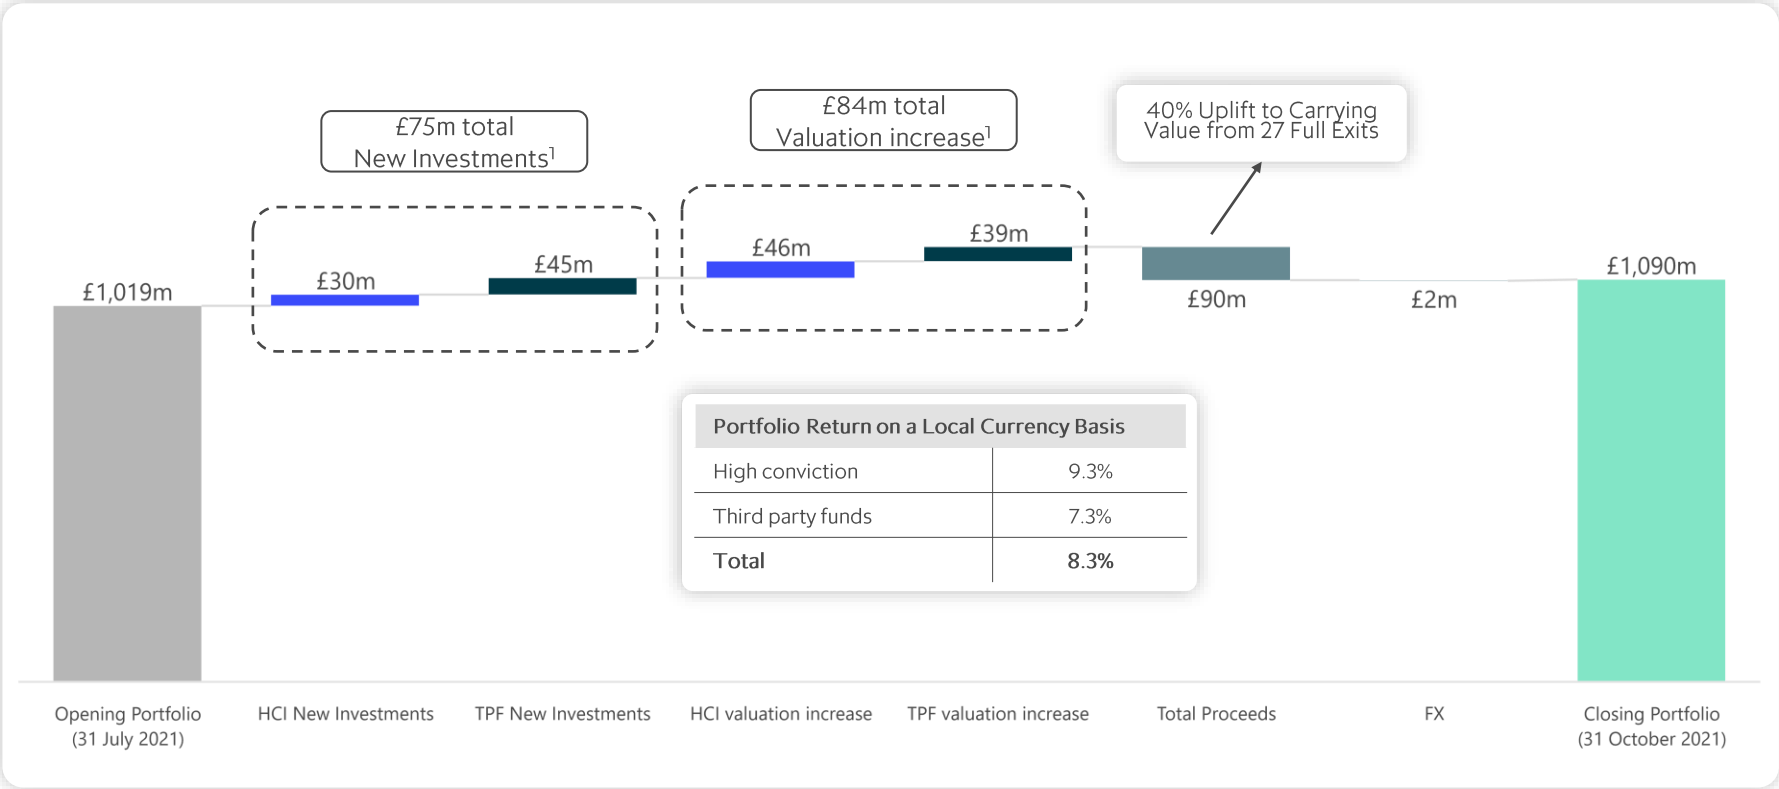 £75m total
New Investments¹
£84m total
Valuation increase¹
40% Uplift to Carrying
Value from 27 Full Exits
£1,019m
£30m
£45m
£46m
£39m
£90m
£2m
£1,090m
Portfolio Return on a Local Currency Basis
High conviction 9.3%
Third party funds 7.3%
Total 8.3%
Opening Portfolio
(31 July 2021)
HCI New Investments
TPF New Investments
HCI valuation increase
TPF valuation increase
Total Proceeds
FX
Closing Portfolio
(31 October 2021)